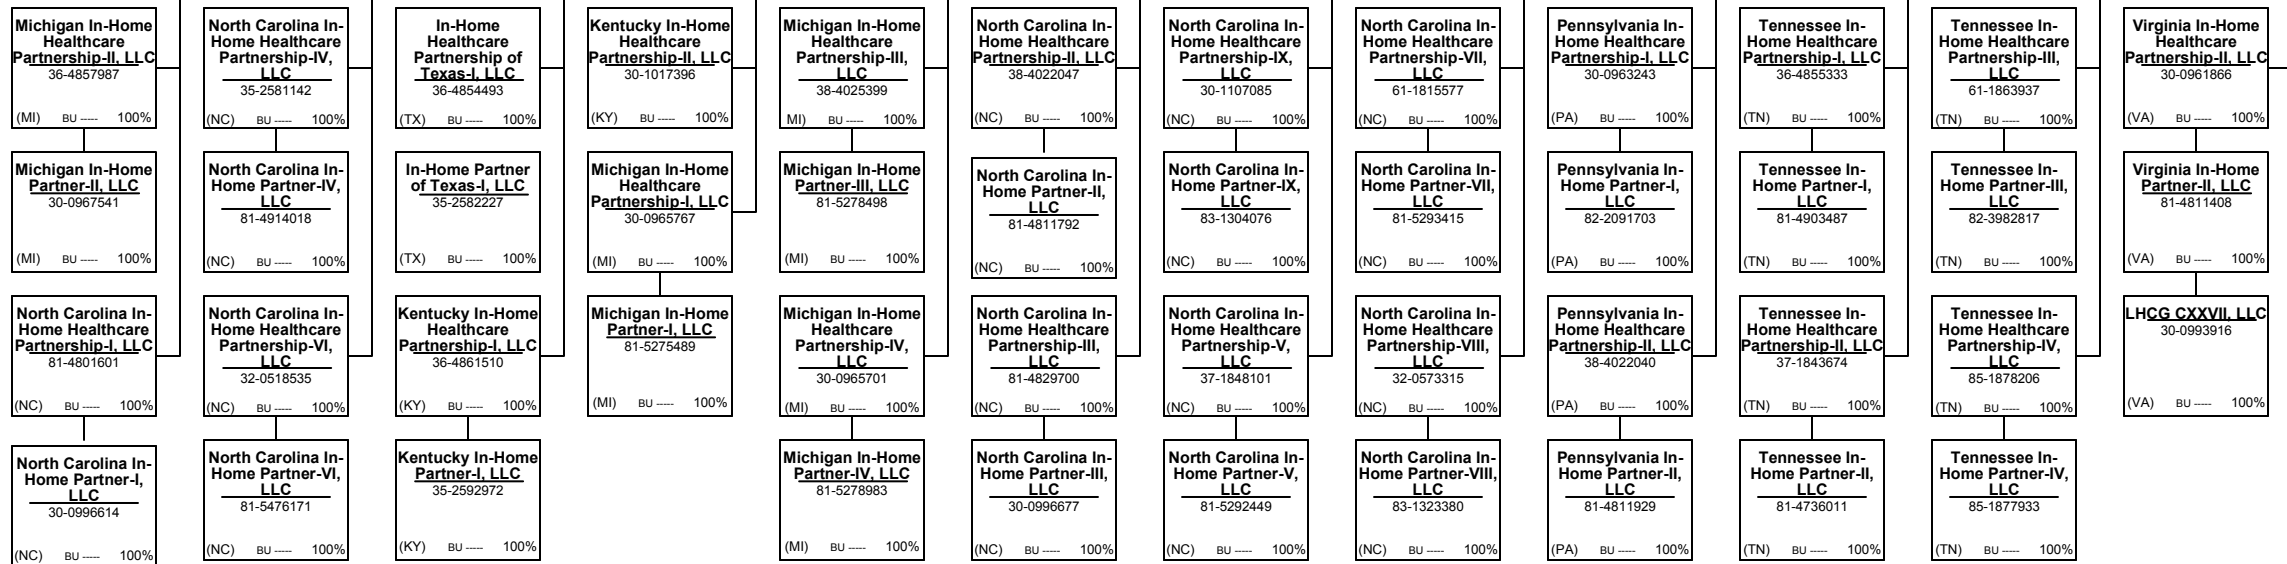 Michigan In-Home
Healthcare
Partnership-II, LLC
36-4857987
(MI) BU ----- 100%
Michigan In-Home
Partner-II, LLC
30-0967541
(MI) BU ----- 100%
North Carolina In-
Home Healthcare
Partnership-I, LLC
81-4801601
(NC) BU ----- 100%
North Carolina In-
Home Partner-I,
LLC
30-0996614
(NC) BU ----- 100%
North Carolina In-
Home Healthcare
Partnership-IV,
LLC
35-2581142
(NC) BU ----- 100%
North Carolina In-
Home Partner-IV,
LLC
81-4914018
(NC) BU ----- 100%
North Carolina In-
Home Healthcare
Partnership-VI,
LLC
32-0518535
(NC) BU ----- 100%
North Carolina In-
Home Partner-VI,
LLC
81-5476171
(NC) BU ----- 100%
In-Home
Healthcare
Partnership of
Texas-I, LLC
36-4854493
(TX) BU ----- 100%
In-Home Partner
of Texas-I, LLC
35-2582227
(TX) BU ----- 100%
Kentucky In-Home
Healthcare
Partnership-I, LLC
36-4861510
(KY) BU ----- 100%
Kentucky In-Home
Partner-I, LLC
35-2592972
(KY) BU ----- 100%
Kentucky In-Home
Healthcare
Partnership-II, LLC
30-1017396
(KY) BU ----- 100%
Michigan In-Home
Healthcare
Partnership-I, LLC
30-0965767
(MI) BU ----- 100%
Michigan In-Home
Partner-I, LLC
81-5275489
(MI) BU ----- 100%
Michigan In-Home
Healthcare
Partnership-III,
LLC
38-4025399
MI) BU ----- 100%
Michigan In-Home
Partner-III, LLC
81-5278498
(MI) BU ----- 100%
Michigan In-Home
Healthcare
Partnership-IV,
LLC
30-0965701
(MI) BU ----- 100%
Michigan In-Home
Partner-IV, LLC
81-5278983
(MI) BU ----- 100%
North Carolina In-
Home Healthcare
Partnership-II, LLC
38-4022047
(NC) BU ----- 100%
North Carolina In-
Home Partner-II,
LLC
81-4811792
(NC) BU ----- 100%
North Carolina In-
Home Healthcare
Partnership-III,
LLC
81-4829700
(NC) BU ----- 100%
North Carolina In-
Home Partner-III,
LLC
30-0996677
(NC) BU ----- 100%
North Carolina In-
Home Healthcare
Partnership-IX,
LLC
30-1107085
(NC) BU ----- 100%
North Carolina In-
Home Partner-IX,
LLC
83-1304076
(NC) BU ----- 100%
North Carolina In-
Home Healthcare
Partnership-V,
LLC
37-1848101
(NC) BU ----- 100%
North Carolina In-
Home Partner-V,
LLC
81-5292449
(NC) BU ----- 100%
North Carolina In-
Home Healthcare
Partnership-VII,
LLC
61-1815577
(NC) BU ----- 100%
North Carolina In-
Home Partner-VII,
LLC
81-5293415
(NC) BU ----- 100%
North Carolina In-
Home Healthcare
Partnership-VIII,
LLC
32-0573315
(NC) BU ----- 100%
North Carolina In-
Home Partner-VIII,
LLC
83-1323380
(NC) BU ----- 100%
Pennsylvania In-
Home Healthcare
Partnership-I, LLC
30-0963243
(PA) BU ----- 100%
Pennsylvania In-
Home Partner-I,
LLC
82-2091703
(PA) BU ----- 100%
Pennsylvania In-
Home Healthcare
Partnership-II, LLC
38-4022040
(PA) BU ----- 100%
Pennsylvania In-
Home Partner-II,
LLC
81-4811929
(PA) BU ----- 100%
Tennessee In-
Home Healthcare
Partnership-I, LLC
36-4855333
(TN) BU ----- 100%
Tennessee In-
Home Partner-I,
LLC
81-4903487
(TN) BU ----- 100%
Tennessee In-
Home Healthcare
Partnership-II, LLC
37-1843674
(TN) BU ----- 100%
Tennessee In-
Home Partner-II,
LLC
81-4736011
(TN) BU ----- 100%
Tennessee In-
Home Healthcare
Partnership-III,
LLC
61-1863937
(TN) BU ----- 100%
Tennessee In-
Home Partner-III,
LLC
82-3982817
(TN) BU ----- 100%
Tennessee In-
Home Healthcare
Partnership-IV,
LLC
85-1878206
(TN) BU ----- 100%
Tennessee In-
Home Partner-IV,
LLC
85-1877933
(TN) BU ----- 100%
Virginia In-Home
Healthcare
Partnership-II, LLC
30-0961866
(VA) BU ----- 100%
Virginia In-Home
Partner-II, LLC
81-4811408
(VA) BU ----- 100%
LHCG CXXVII, LLC
30-0993916
(VA) BU ----- 100%